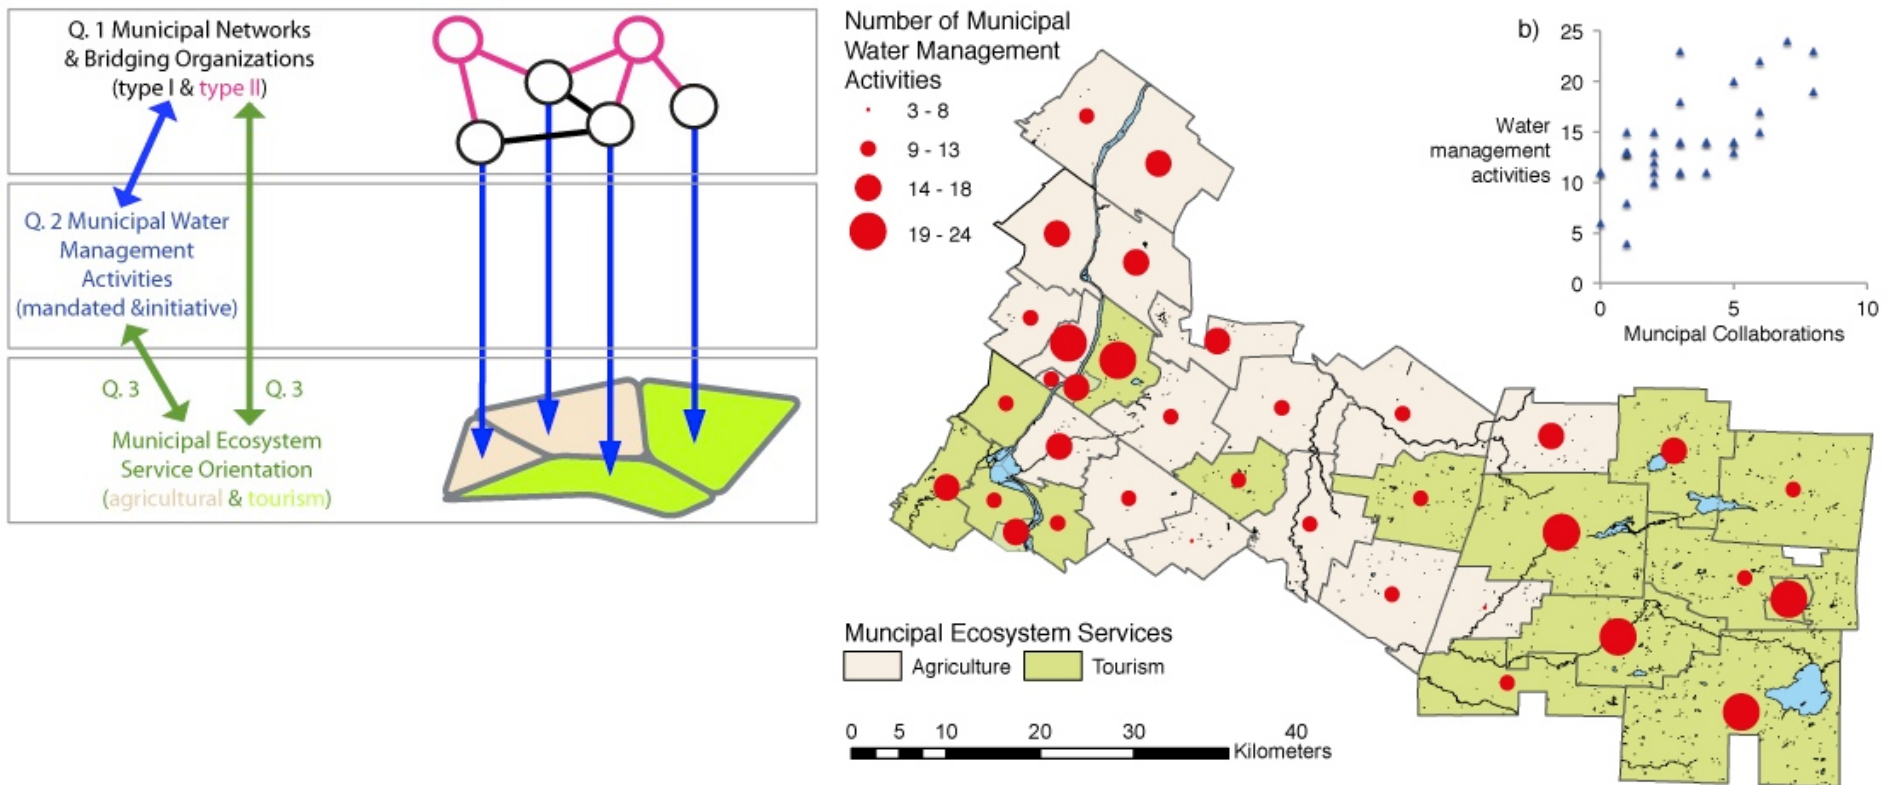 Q. 1 Municipal Networks
& Bridging Organizations
(type I & type II)
Q. 2 Municipal Water
Management
Activities
(mandated &initiative)
Q. 3
Q. 3
Municipal Ecosystem
Service Orientation
(agricultural & tourism)
Number of Municipal
Water Management
Activities
3 - 8
9 - 13
14 - 18
19 - 24
Muncipal Ecosystem Services
Agriculture
Tourism
0 5 10 20 30 40
Kilometers
b)
25
20
15
10
5
0
Water
management
activities
0 5 10
Muncipal Collaborations